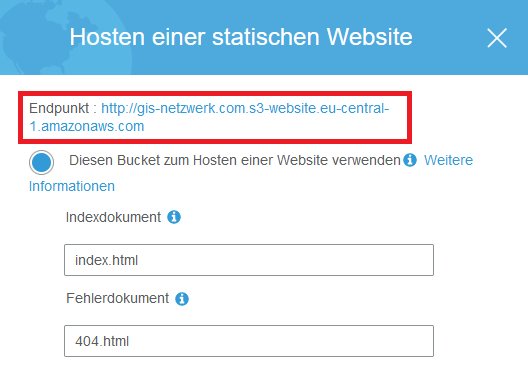 Hosten einer statischen Website
Endpunkt : http://gis-netzwerk.com.s3-website.eu-central-
1.amazonaws.com
Diesen Bucket zum Hosten einer Website verwenden Weitere
Informationen
Indexdokument
index.html
Fehlerdokument
404.html